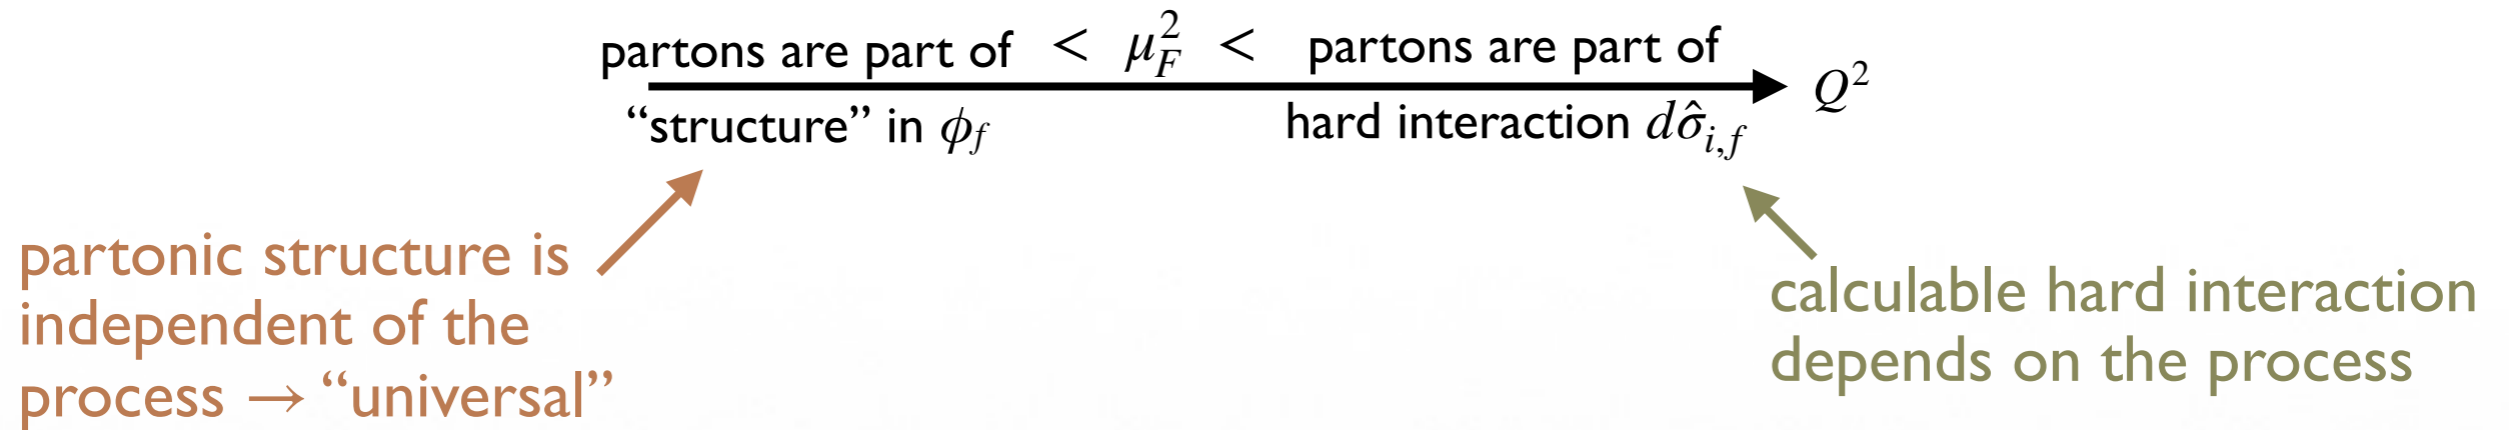 partons are part of < μ_F^2 < partons are part of
Q^2
“structure” in ϕ_f hard interaction dσ̂_{i,f}
partonic structure is
independent of the
process → “universal”
calculable hard interaction
depends on the process